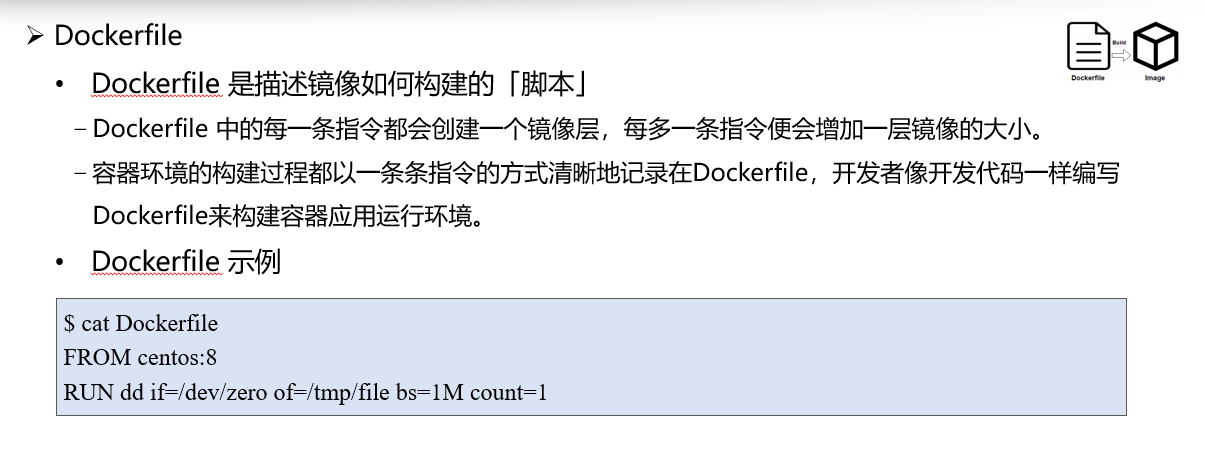 ➢ Dockerfile
Build
Dockerfile
Image
• Dockerfile 是描述镜像如何构建的「脚本」
– Dockerfile 中的每一条指令都会创建一个镜像层，每多一条指令便会增加一层镜像的大小。
– 容器环境的构建过程都以一条条指令的方式清晰地记录在Dockerfile，开发者像开发代码一样编写
Dockerfile来构建容器应用运行环境。
• Dockerfile 示例
$ cat Dockerfile
FROM centos:8
RUN dd if=/dev/zero of=/tmp/file bs=1M count=1